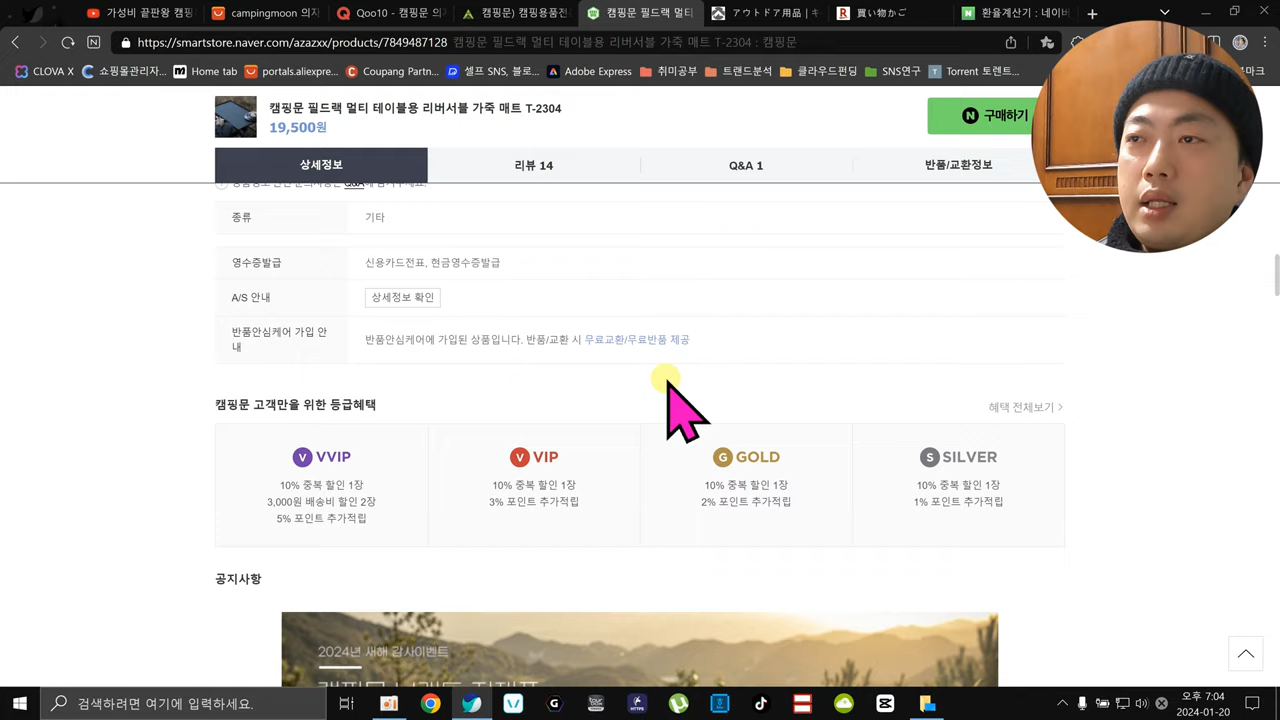 가성비 끝판왕 캠핑
campingmoon 의자
Qoo10 - 캠핑문 의
캠핑문) 캠핑용품전
캠핑문 필드랙 멀티
アウトドア用品 | キ
買い物かご
환율계산기 : 네이버
https://smartstore.naver.com/azazxx/products/7849487128 캠핑문 필드랙 멀티 테이블용 리버서블 가죽 매트 T-2304 : 캠핑문
CLOVA X
쇼핑몰관리자...
Home tab
portals.aliexpre...
Coupang Partn...
셀프 SNS, 블로...
Adobe Express
취미공부
트랜드분석
클라우드펀딩
SNS연구
Torrent 토렌트...
북마크
캠핑문 필드랙 멀티 테이블용 리버서블 가죽 매트 T-2304
19,500원
N 구매하기
상세정보
리뷰 14
Q&A 1
반품/교환정보
종류
기타
영수증발급
신용카드전표, 현금영수증발급
A/S 안내
상세정보 확인
반품안심케어 가입 안
내
반품안심케어에 가입된 상품입니다. 반품/교환 시 무료교환/무료반품 제공
캠핑문 고객만을 위한 등급혜택
혜택 전체보기 >
V VVIP
10% 중복 할인 1장
3,000원 배송비 할인 2장
5% 포인트 추가적립
V VIP
10% 중복 할인 1장
3% 포인트 추가적립
G GOLD
10% 중복 할인 1장
2% 포인트 추가적립
S SILVER
10% 중복 할인 1장
1% 포인트 추가적립
공지사항
2024년 새해 감사이벤트
검색하려면 여기에 입력하세요.
오후 7:04
2024-01-20